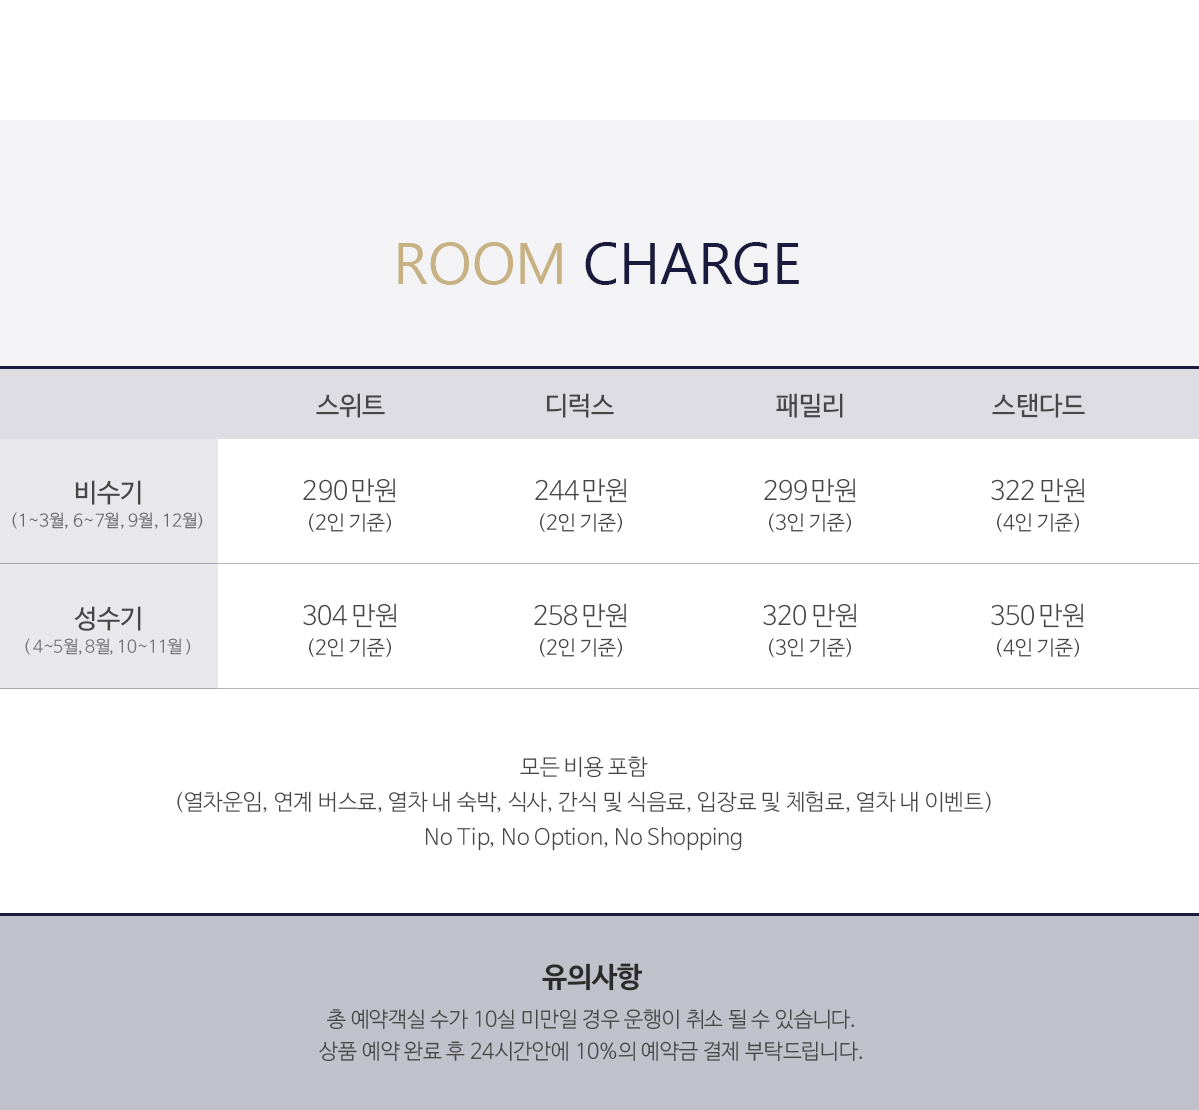 ROOM CHARGE
스위트 디럭스 패밀리 스탠다드
비수기 290만원 244만원 299만원 322만원
(1~3월, 6~7월, 9월, 12월) (2인 기준) (2인 기준) (3인 기준) (4인 기준)
성수기 304만원 258만원 320만원 350만원
( 4~5월, 8월, 10~11월 ) (2인 기준) (2인 기준) (3인 기준) (4인 기준)
모든 비용 포함
(열차운임, 연계 버스료, 열차 내 숙박, 식사, 간식 및 식음료, 입장료 및 체험료, 열차 내 이벤트)
No Tip, No Option, No Shopping
유의사항
총 예약객실 수가 10실 미만일 경우 운행이 취소 될 수 있습니다.
상품 예약 완료 후 24시간안에 10%의 예약금 결제 부탁드립니다.